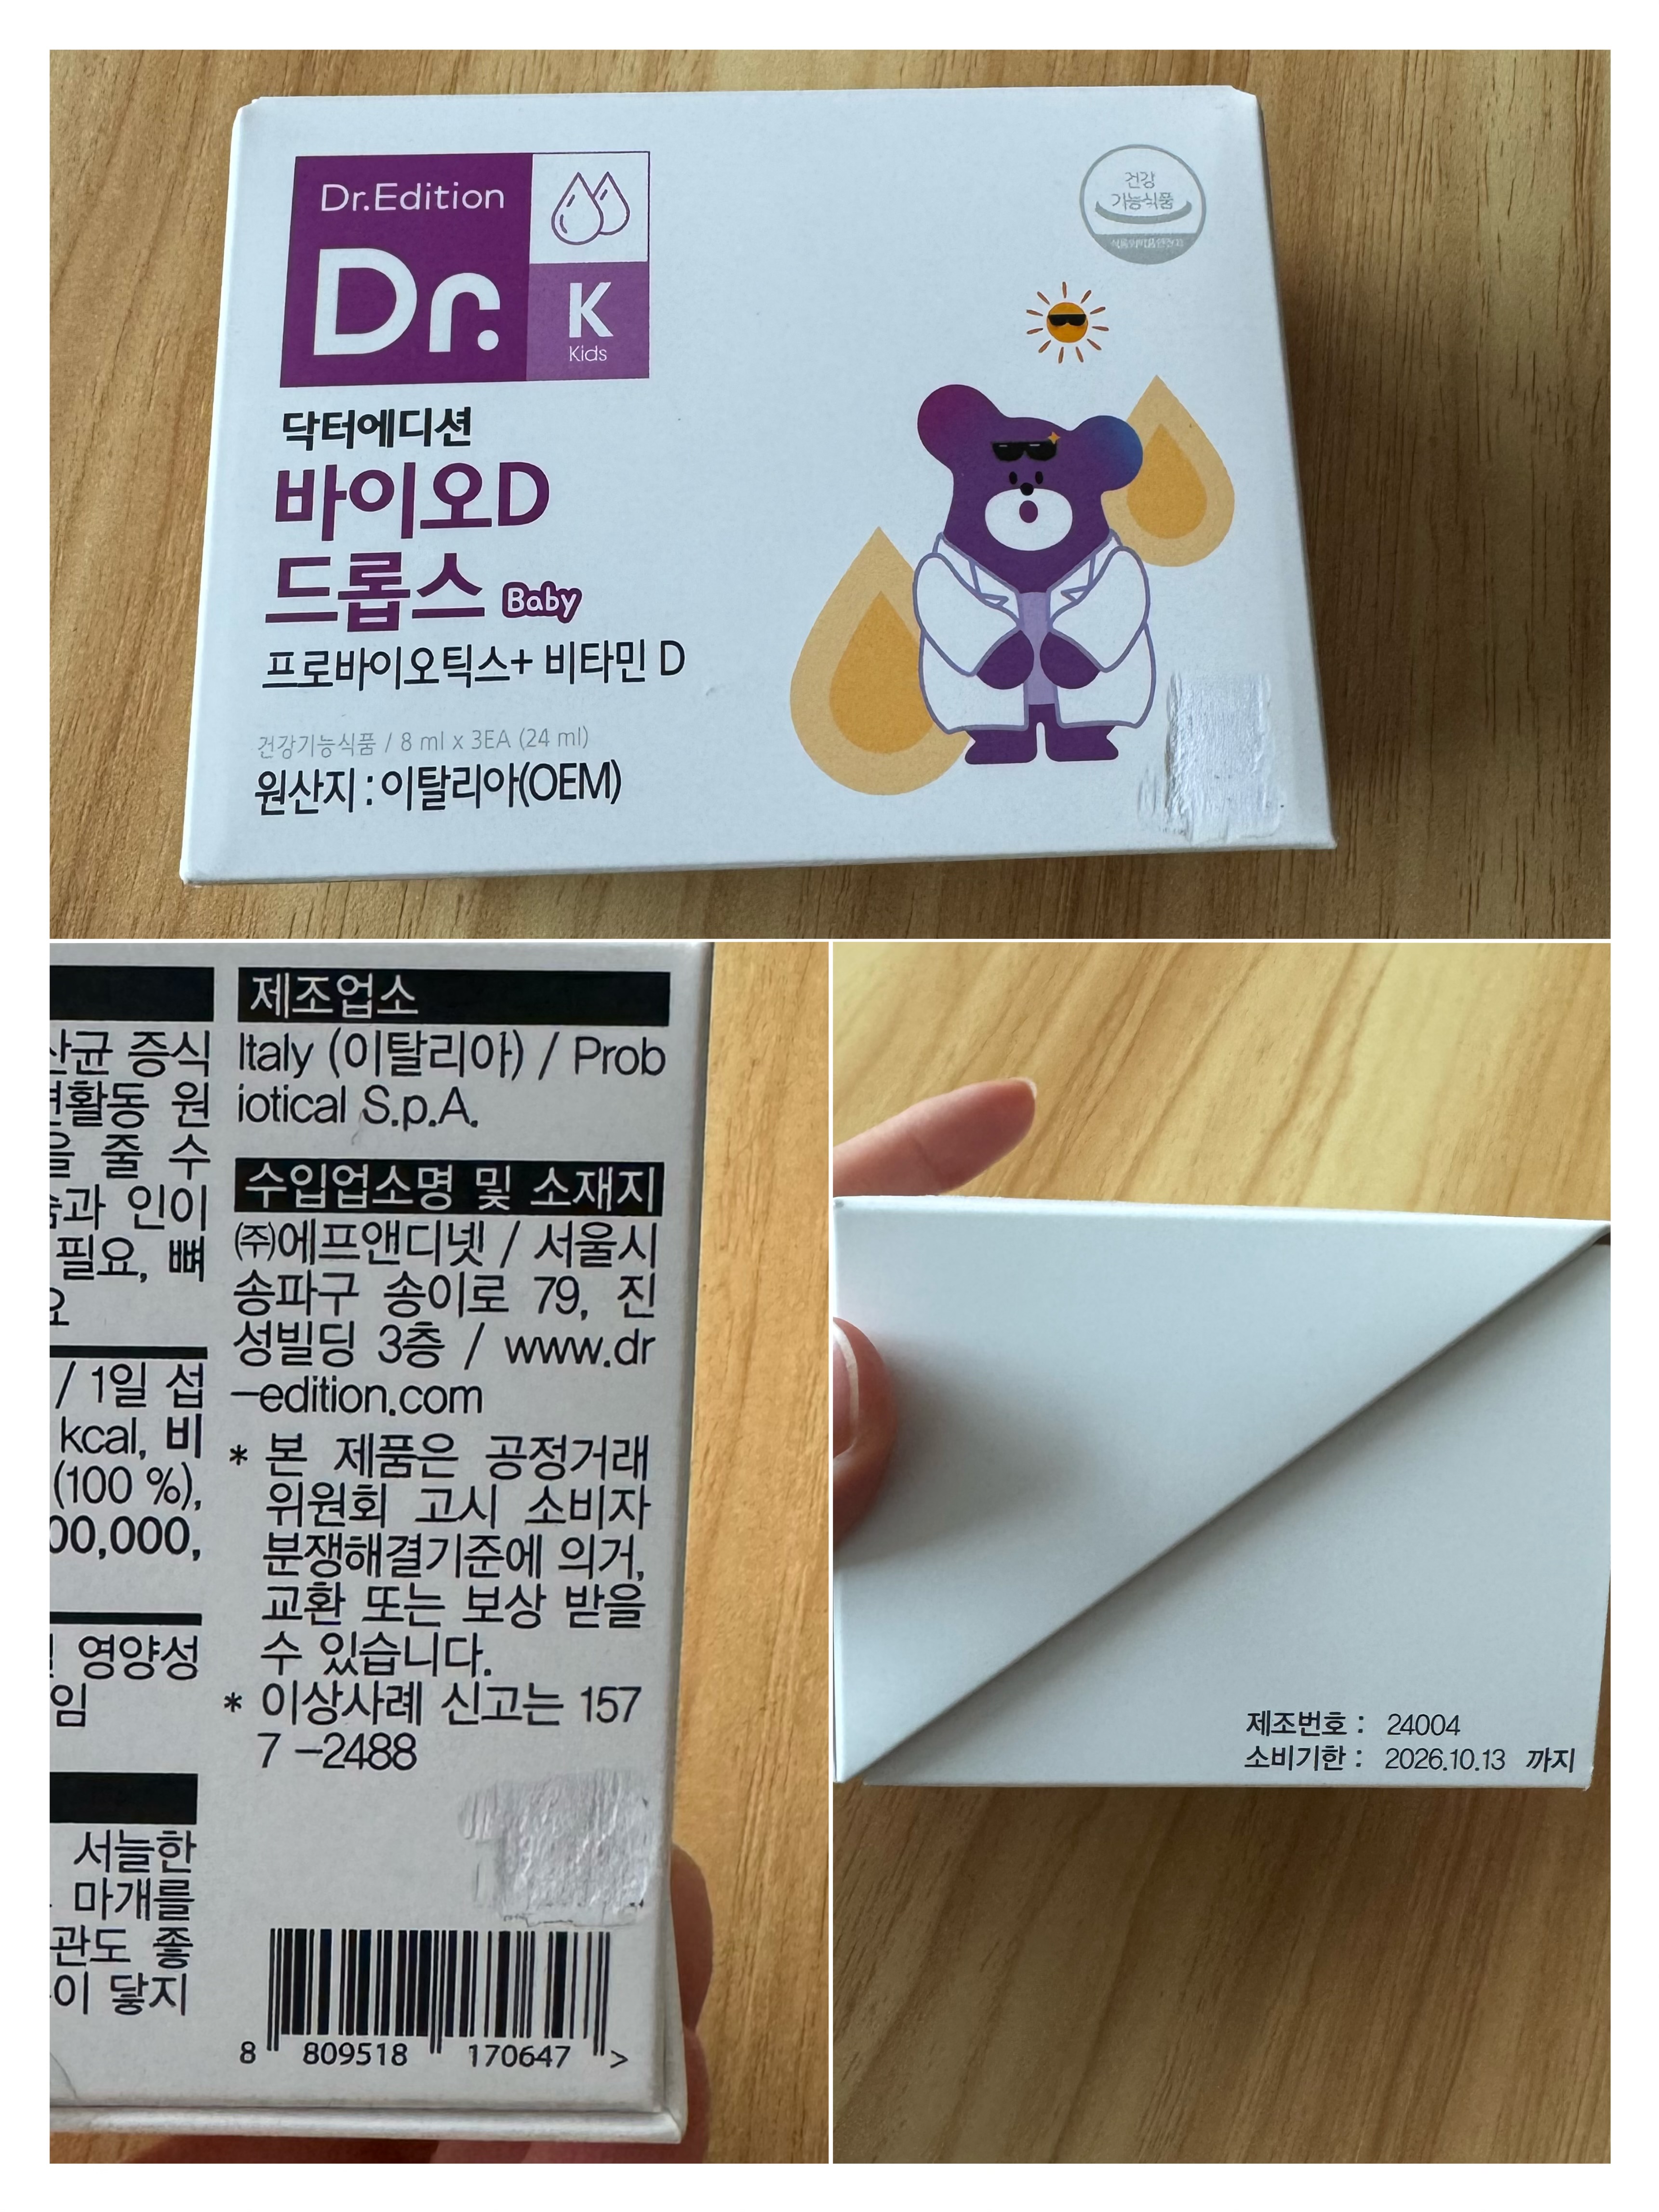 Dr.Edition
Dr.
K
Kids
건강
기능식품
식품의약품안전처
닥터에디션
바이오D
드롭스 Baby
프로바이오틱스+ 비타민 D
건강기능식품 / 8 ml x 3EA (24 ml)
원산지 : 이탈리아(OEM)
산균 증식
변활동 원
을 줄 수
슘과 인이
필요, 뼈
요
/ 1일 섭
kcal, 비
(100 %),
00,000,
영양성
임
서늘한
마개를
관도 좋
이 닿지
제조업소
Italy (이탈리아) / Prob
iotical S.p.A.
수입업소명 및 소재지
㈜에프앤디넷 / 서울시
송파구 송이로 79, 진
성빌딩 3층 / www.dr
-edition.com
* 본 제품은 공정거래
위원회 고시 소비자
분쟁해결기준에 의거,
교환 또는 보상 받을
수 있습니다.
* 이상사례 신고는 157
7 -2488
8 809518 170647 >
제조번호 : 24004
소비기한 : 2026.10.13 까지